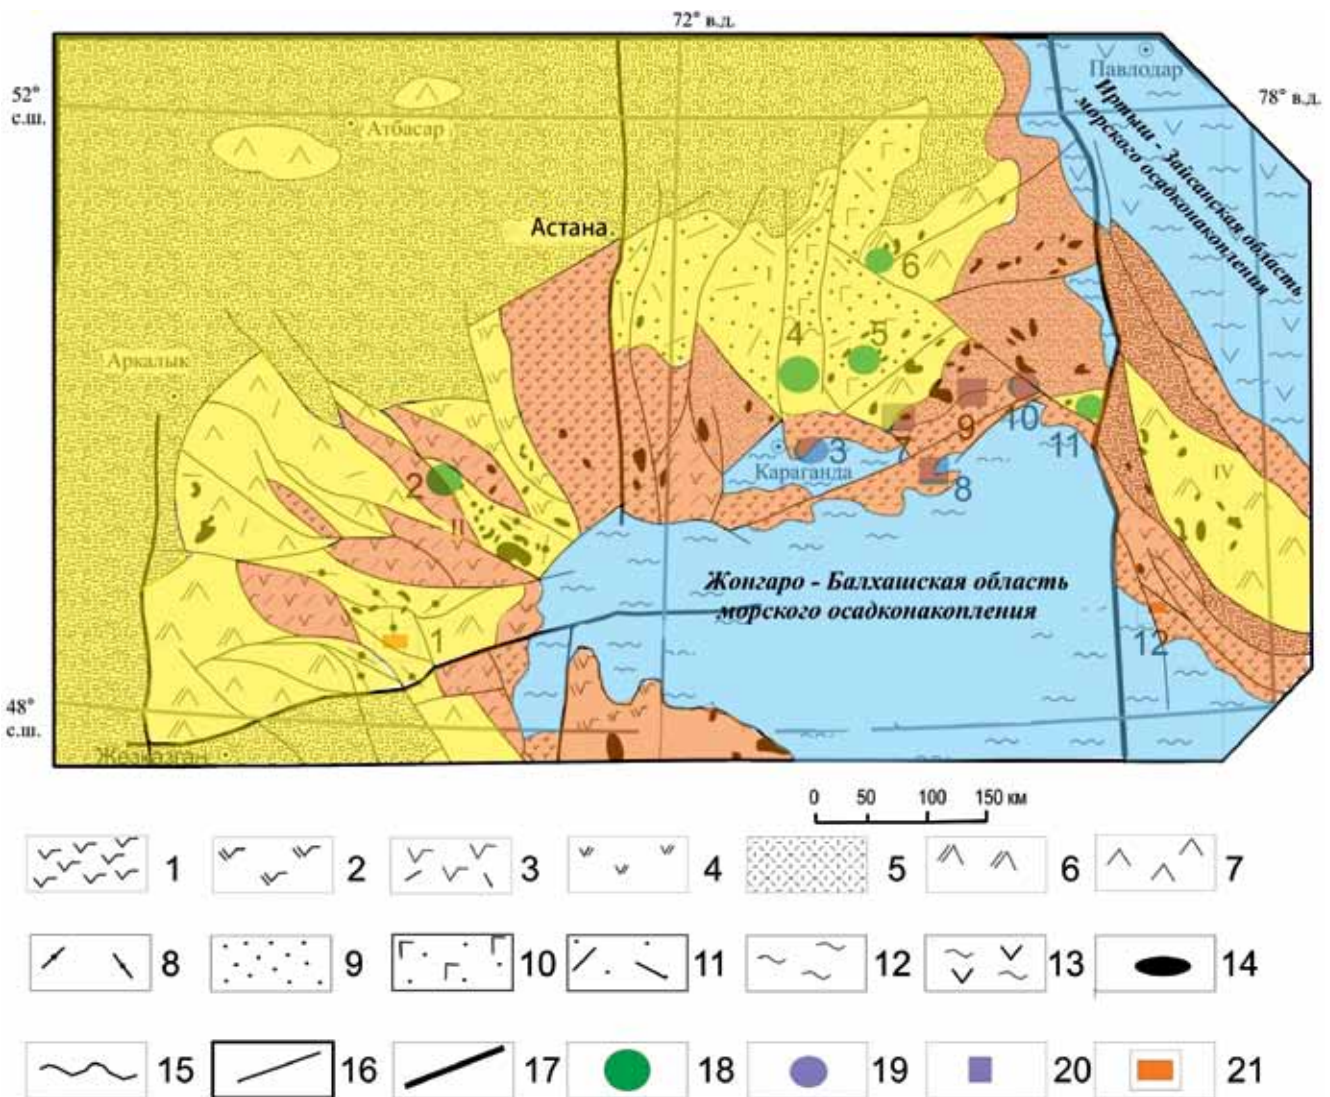 72° в.д.
Павлодар
52°
с.ш.
78° в.д.
Иртыш - Зайсанская область
морского осадконакопления
Атбасар
Астана
I
6
4
5
Аркалык
10
9
7
3
11
Караганда
2
8
IV
II
Жонгаро - Балхашская область
морского осадконакопления
1
12
48°
с.ш.
Жезказган
0 50 100 150 км
1 2 3 4 5 6 7
8 9 10 11 12 13 14
15 16 17 18 19 20 21